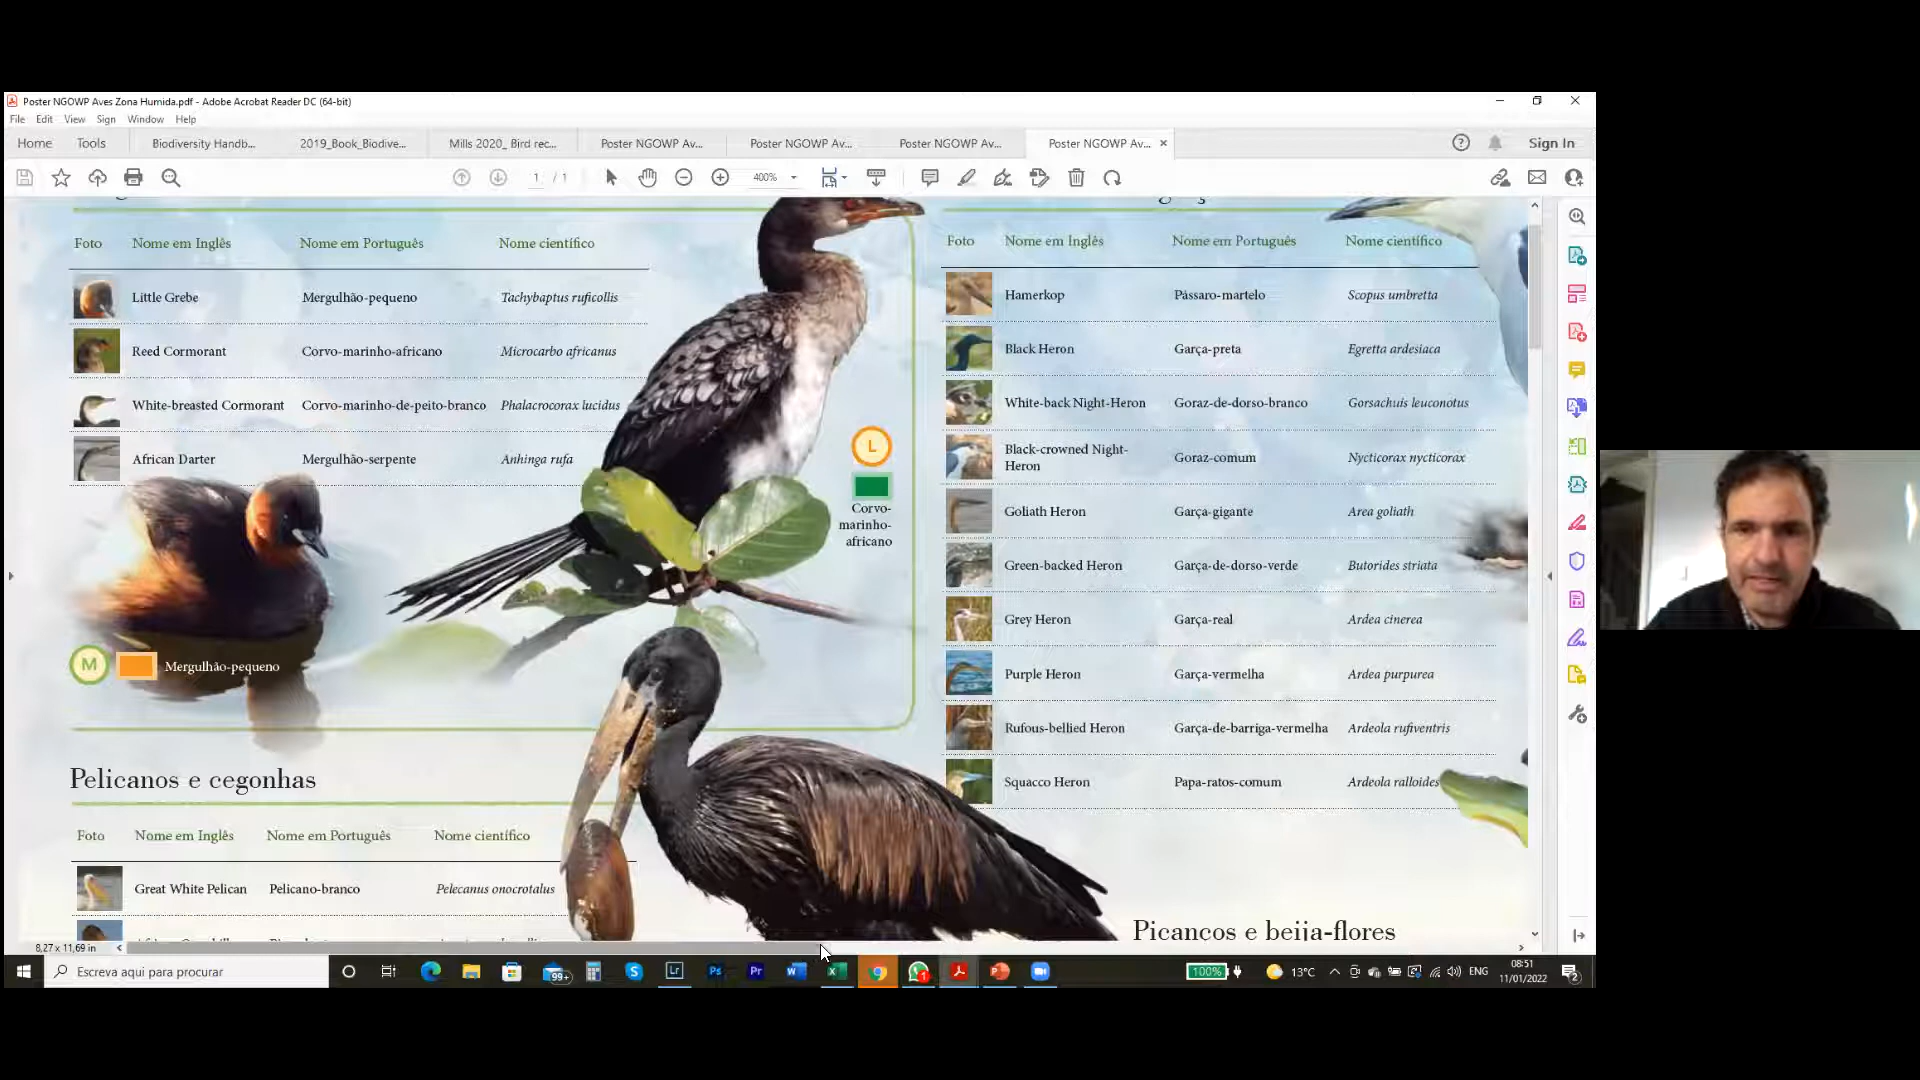 Poster NGOWP Aves Zona Humida.pdf - Adobe Acrobat Reader DC (64-bit)
File Edit View Sign Window Help
Home Tools Biodiversity Handb... 2019_Book_Biodive... Mills 2020_ Bird rec... Poster NGOWP Av... Poster NGOWP Av... Poster NGOWP Av... Poster NGOWP Av... Sign In
1 / 1 400%
Foto Nome em Inglês Nome em Português Nome científico
Little Grebe Mergulhão-pequeno Tachybaptus ruficollis
Reed Cormorant Corvo-marinho-africano Microcarbo africanus
White-breasted Cormorant Corvo-marinho-de-peito-branco Phalacrocorax lucidus
African Darter Mergulhão-serpente Anhinga rufa
L
Corvo-
marinho-
africano
M Mergulhão-pequeno
Foto Nome em Inglês Nome em Português Nome científico
Hamerkop Pássaro-martelo Scopus umbretta
Black Heron Garça-preta Egretta ardesiaca
White-back Night-Heron Goraz-de-dorso-branco Gorsachuis leuconotus
Black-crowned Night-
Heron Goraz-comum Nycticorax nycticorax
Goliath Heron Garça-gigante Area goliath
Green-backed Heron Garça-de-dorso-verde Butorides striata
Grey Heron Garça-real Ardea cinerea
Purple Heron Garça-vermelha Ardea purpurea
Rufous-bellied Heron Garça-de-barriga-vermelha Ardeola rufiventris
Squacco Heron Papa-ratos-comum Ardeola ralloides
Pelicanos e cegonhas
Foto Nome em Inglês Nome em Português Nome científico
Great White Pelican Pelicano-branco Pelecanus onocrotalus
Picanços e beija-flores
8,27 x 11,69 in
Escreva aqui para procurar
99+
1
100%
13°C
ENG
08:51
11/01/2022
2